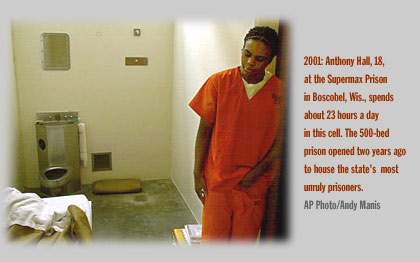 2001: Anthony Hall, 18,
at the Supermax Prison
in Boscobel, Wis., spends
about 23 hours a day
in this cell. The 500-bed
prison opened two years ago
to house the state's most
unruly prisoners.
AP Photo/Andy Manis